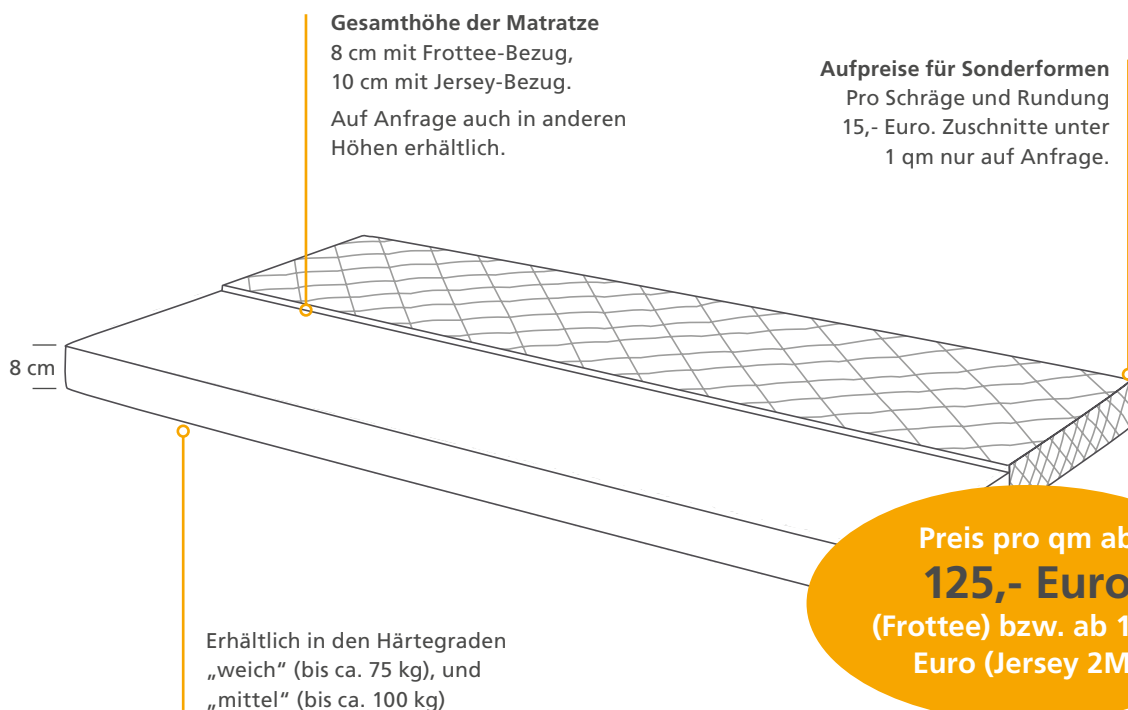 Gesamthöhe der Matratze
8 cm mit Frottee-Bezug,
10 cm mit Jersey-Bezug.
Auf Anfrage auch in anderen
Höhen erhältlich.
Aufpreise für Sonderformen
Pro Schräge und Rundung
15,- Euro. Zuschnitte unter
1 qm nur auf Anfrage.
8 cm
Preis pro qm ab
125,- Euro
(Frottee) bzw. ab
Euro (Jersey
Erhältlich in den Härtegraden
„weich“ (bis ca. 75 kg), und
„mittel“ (bis ca. 100 kg)